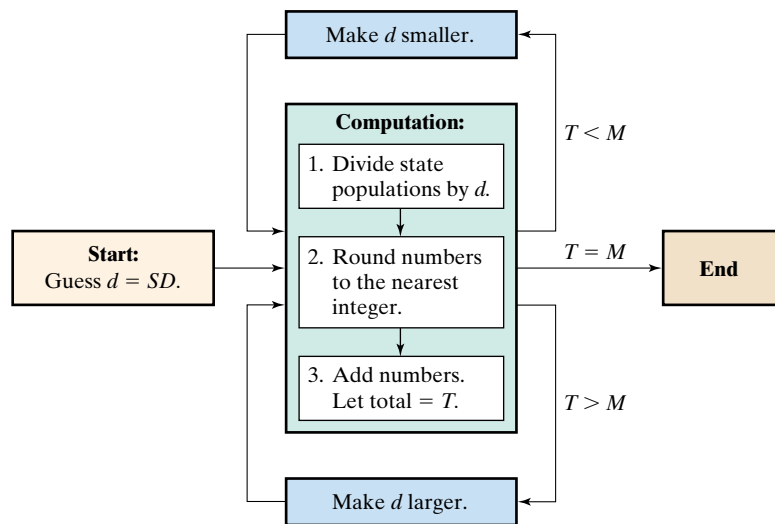 Make d smaller.
Computation:
T < M
1. Divide state
populations by d.
Start:
Guess d = SD.
2. Round numbers
to the nearest
integer.
T = M
End
3. Add numbers.
Let total = T.
T > M
Make d larger.